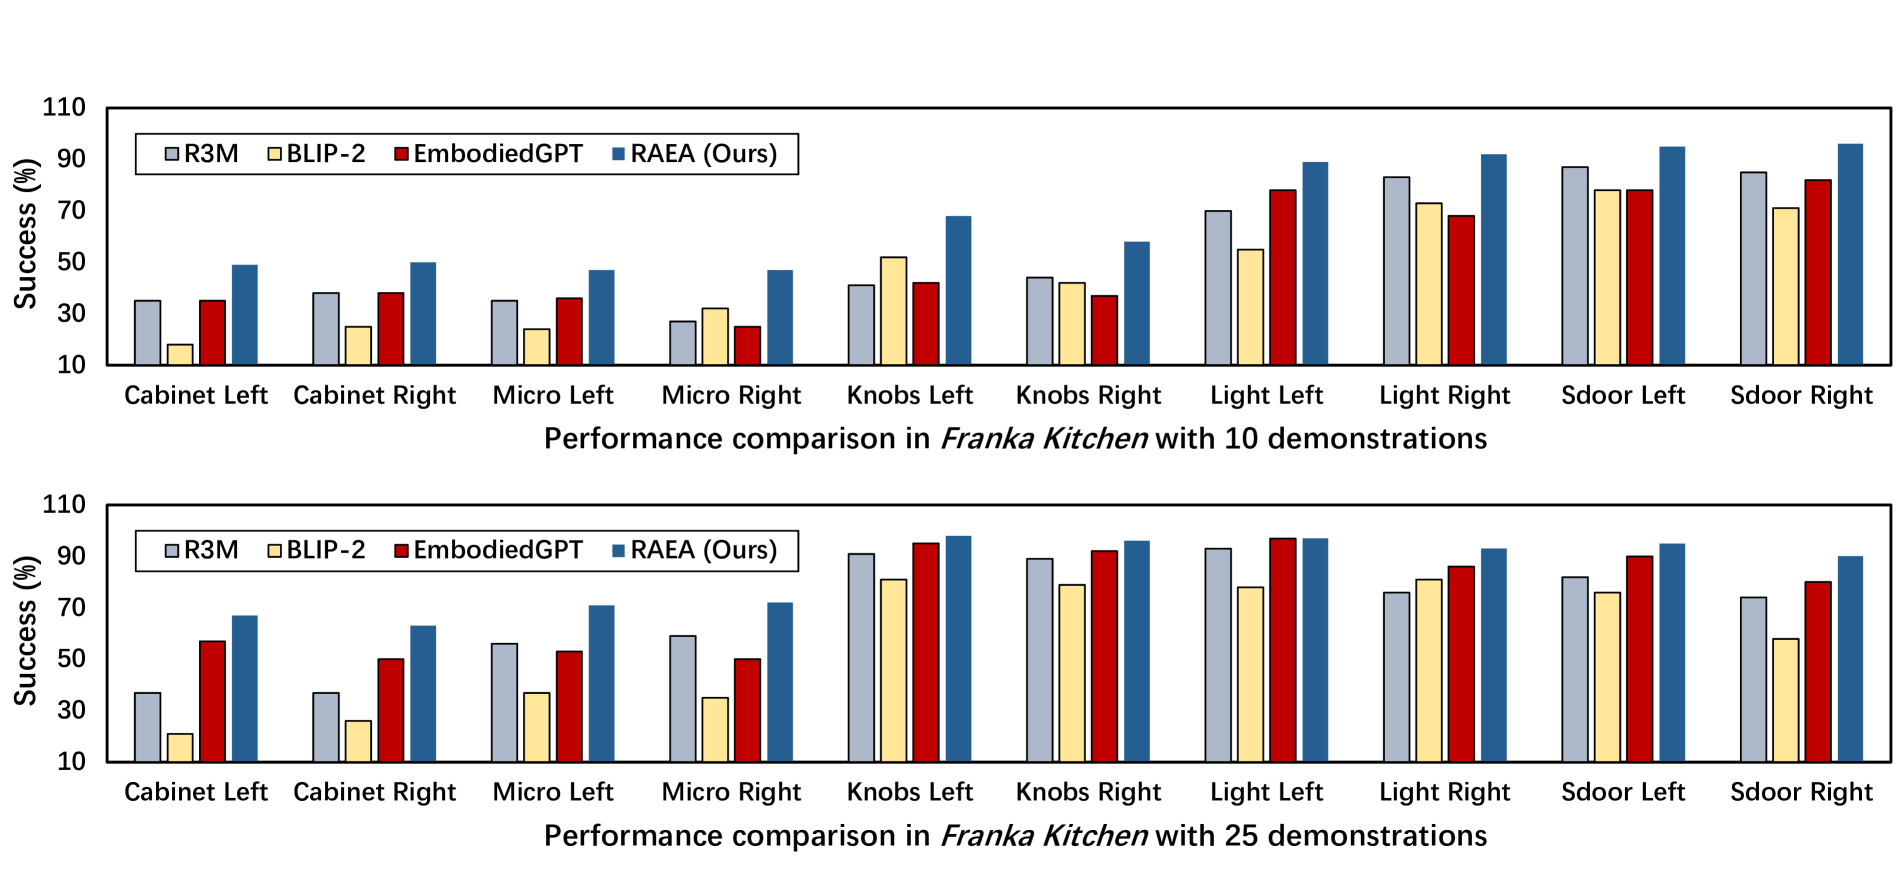 110
90
70
50
30
10
Success (%)
R3M BLIP-2 EmbodiedGPT RAEA (Ours)
Cabinet Left Cabinet Right Micro Left Micro Right Knobs Left Knobs Right Light Left Light Right Sdoor Left Sdoor Right
Performance comparison in Franka Kitchen with 10 demonstrations
110
90
70
50
30
10
Success (%)
R3M BLIP-2 EmbodiedGPT RAEA (Ours)
Cabinet Left Cabinet Right Micro Left Micro Right Knobs Left Knobs Right Light Left Light Right Sdoor Left Sdoor Right
Performance comparison in Franka Kitchen with 25 demonstrations